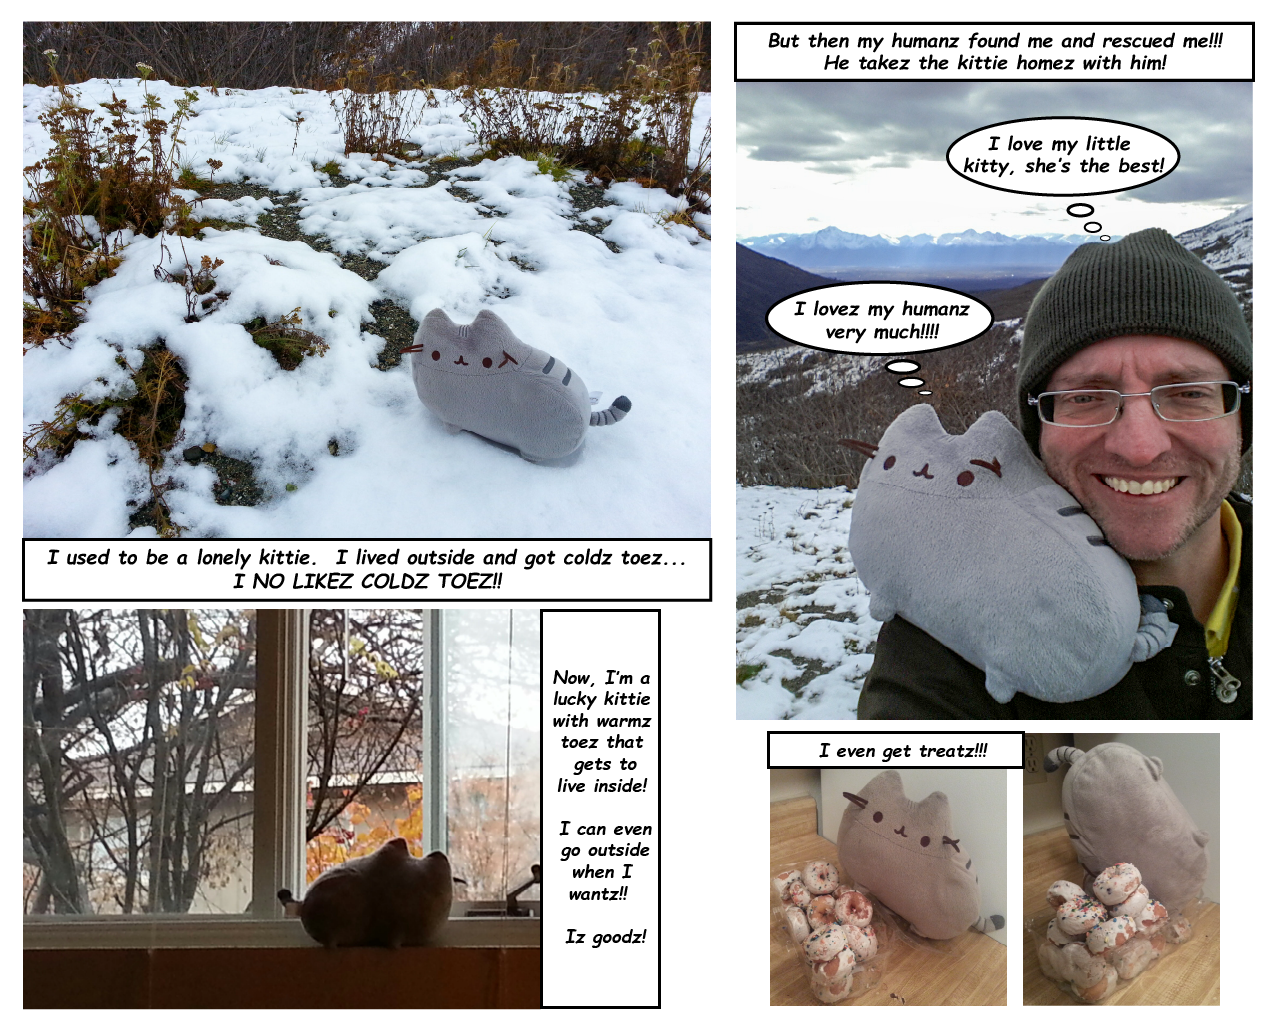 I used to be a lonely kittie. I lived outside and got coldz toez...
I NO LIKEZ COLDZ TOEZ!!
But then my humanz found me and rescued me!!!
He takez the kittie homez with him!
I love my little
kitty, she's the best!
I lovez my humanz
very much!!!!
Now, I'm a
lucky kittie
with warmz
toez that
gets to
live inside!
I can even
go outside
when I
wantz!!
Iz goodz!
I even get treatz!!!